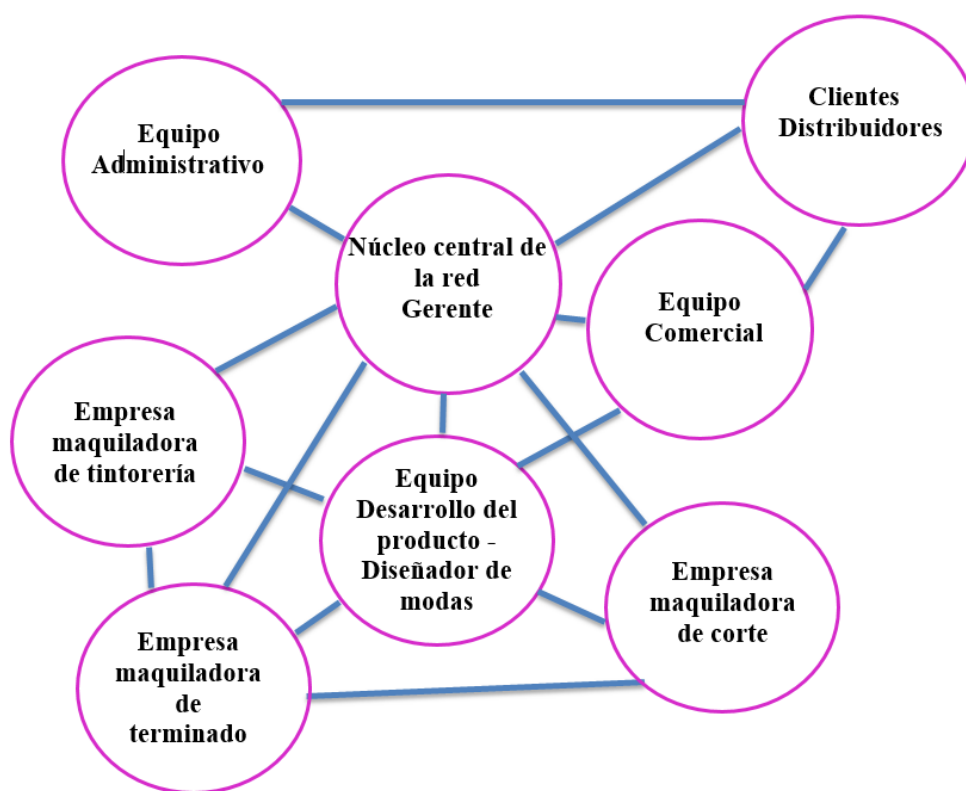 Equipo
Administrativo
Clientes
Distribuidores
Núcleo central de
la red
Gerente
Equipo
Comercial
Empresa
maquiladora
de tintorería
Equipo
Desarrollo del
producto -
Diseñador de
modas
Empresa
maquiladora
de corte
Empresa
maquiladora
de
terminado